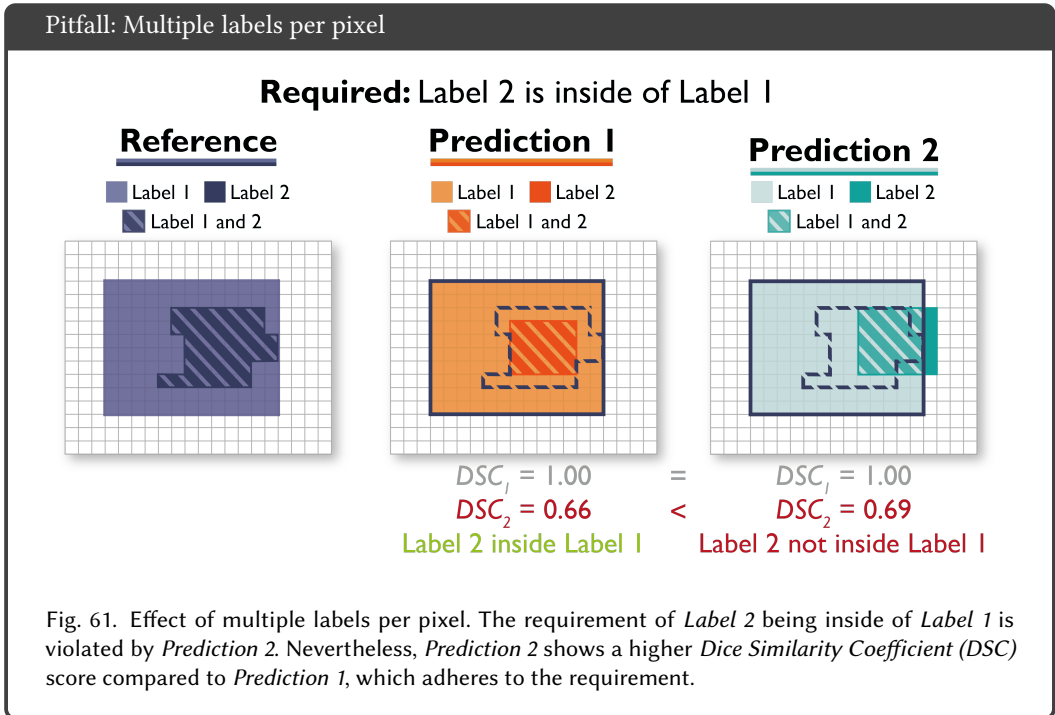 Pitfall: Multiple labels per pixel
Required: Label 2 is inside of Label 1
Reference
Label 1 Label 2
Label 1 and 2
Prediction 1
Label 1 Label 2
Label 1 and 2
Prediction 2
Label 1 Label 2
Label 1 and 2
DSC₁ = 1.00 = DSC₁ = 1.00
DSC₂ = 0.66 < DSC₂ = 0.69
Label 2 inside Label 1 Label 2 not inside Label 1
Fig. 61. Effect of multiple labels per pixel. The requirement of Label 2 being inside of Label 1 is
violated by Prediction 2. Nevertheless, Prediction 2 shows a higher Dice Similarity Coefficient (DSC)
score compared to Prediction 1, which adheres to the requirement.